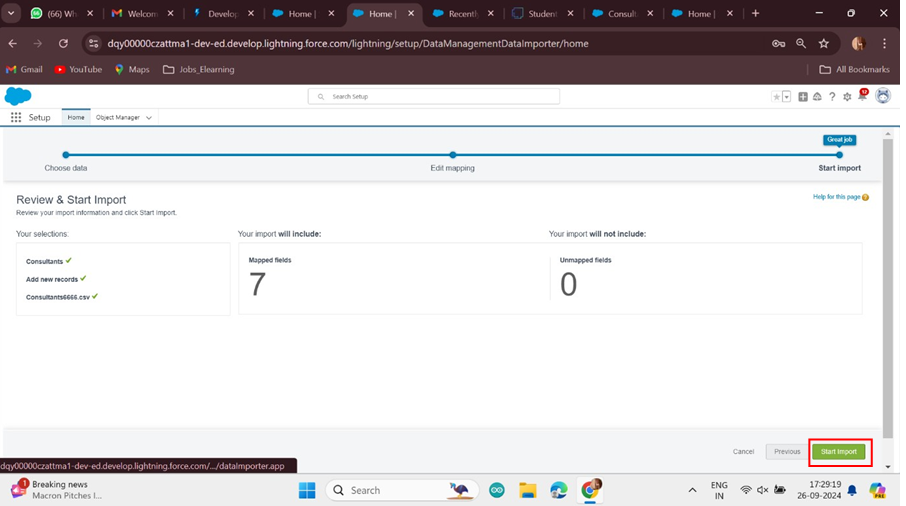 (66) Wha
Welcom
Develop
Home |
Home |
Recentl
Student
Consult
Home |
dqy00000czattma1-dev-ed.develop.lightning.force.com/lightning/setup/DataManagementDataImporter/home
Gmail
YouTube
Maps
Jobs_Elearning
All Bookmarks
Search Setup
Setup
Home
Object Manager
Great job
Choose data
Edit mapping
Start import
Review & Start Import
Help for this page
Review your import information and click Start Import.
Your selections:
Your import will include:
Your import will not include:
Consultants
Add new records
Consultants6666.csv
Mapped fields
7
Unmapped fields
0
Cancel
Previous
Start Import
dqy00000czattma1-dev-ed.develop.lightning.force.com/.../dataImporter.app
1
Breaking news
Macron Pitches I...
Search
ENG
IN
17:29:19
26-09-2024